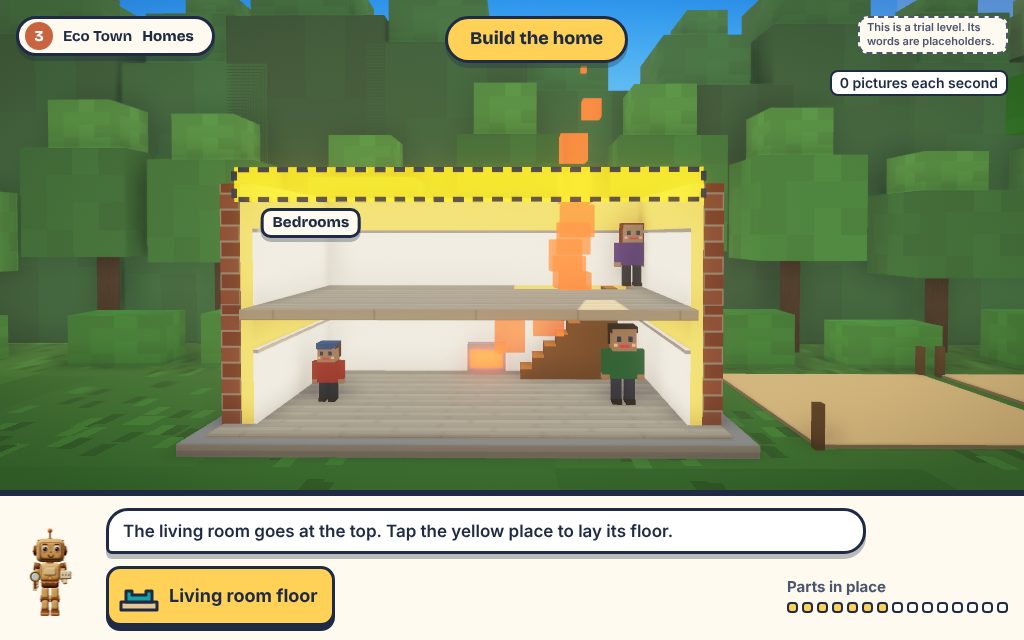 3 Eco Town Homes
Build the home
This is a trial level. Its
words are placeholders.
0 pictures each second
Bedrooms
The living room goes at the top. Tap the yellow place to lay its floor.
Living room floor
Parts in place